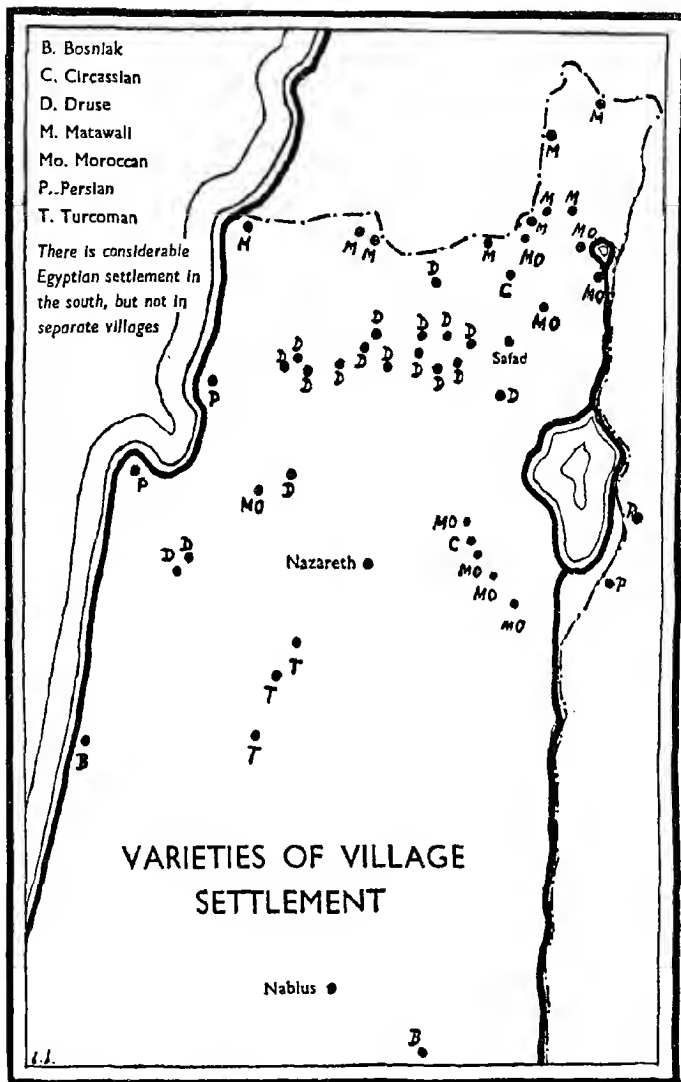 B. Bosniak
C. Circassian
D. Druse
M. Matawali
Mo. Moroccan
P..Persian
T. Turcoman
There is considerable
Egyptian settlement in
the south, but not in
separate villages
M
M
M
M
M
MO
M
M
M
M
MO
D
C
MO
MO
D
D
D
D
D
D
D
D
D
D
D
D
D
Safad
P
D
P
D
MO
P
MO
C
D
D
Nazareth
MO
MO
P
MO
T
T
T
B
VARIETIES OF VILLAGE
SETTLEMENT
Nablus
B